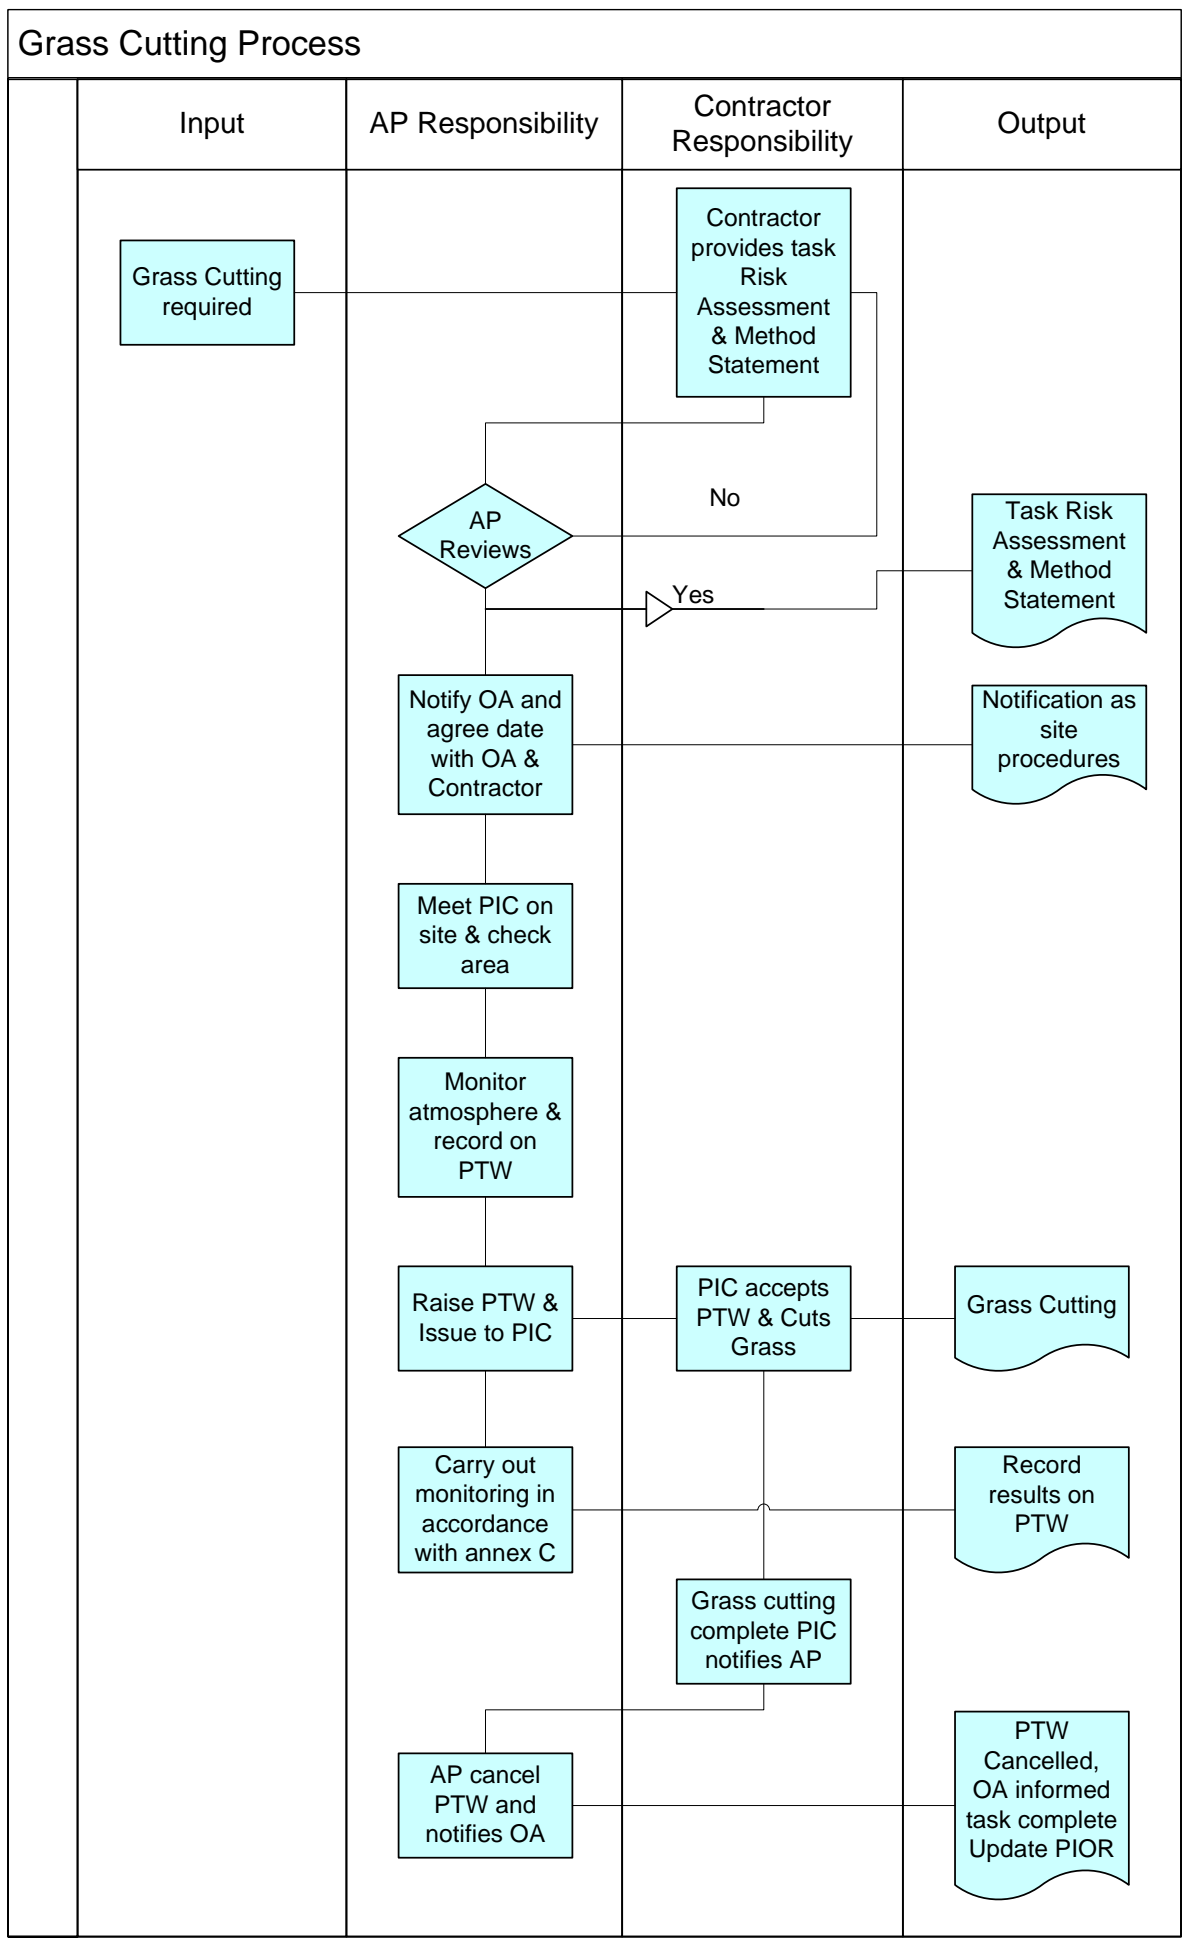 Grass Cutting Process
Input
AP Responsibility
Contractor
Responsibility
Output
Grass Cutting
required
Contractor
provides task
Risk
Assessment
& Method
Statement
AP
Reviews
No
Yes
Task Risk
Assessment
& Method
Statement
Notify OA and
agree date
with OA &
Contractor
Notification as
site
procedures
Meet PIC on
site & check
area
Monitor
atmosphere &
record on
PTW
Raise PTW &
Issue to PIC
PIC accepts
PTW & Cuts
Grass
Grass Cutting
Carry out
monitoring in
accordance
with annex C
Record
results on
PTW
Grass cutting
complete PIC
notifies AP
AP cancel
PTW and
notifies OA
PTW
Cancelled,
OA informed
task complete
Update PIOR